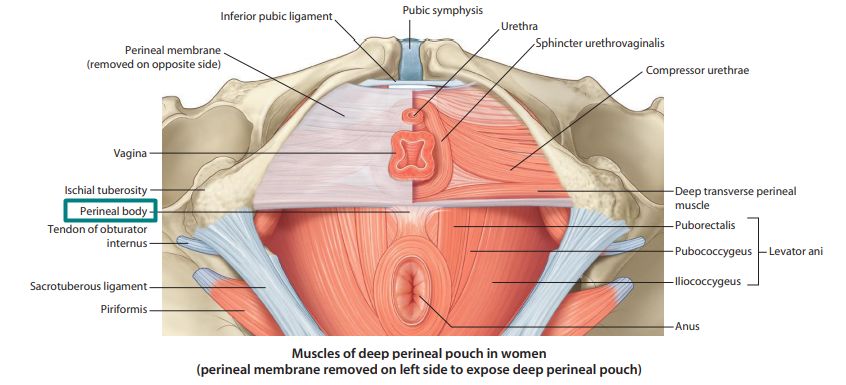 Pubic symphysis
Inferior pubic ligament
Urethra
Sphincter urethrovaginalis
Perineal membrane
(removed on opposite side)
Compressor urethrae
Vagina
Ischial tuberosity
Deep transverse perineal
muscle
Perineal body
Puborectalis
Tendon of obturator
internus
Pubococcygeus
Levator ani
Iliococcygeus
Sacrotuberous ligament
Piriformis
Anus
Muscles of deep perineal pouch in women
(perineal membrane removed on left side to expose deep perineal pouch)